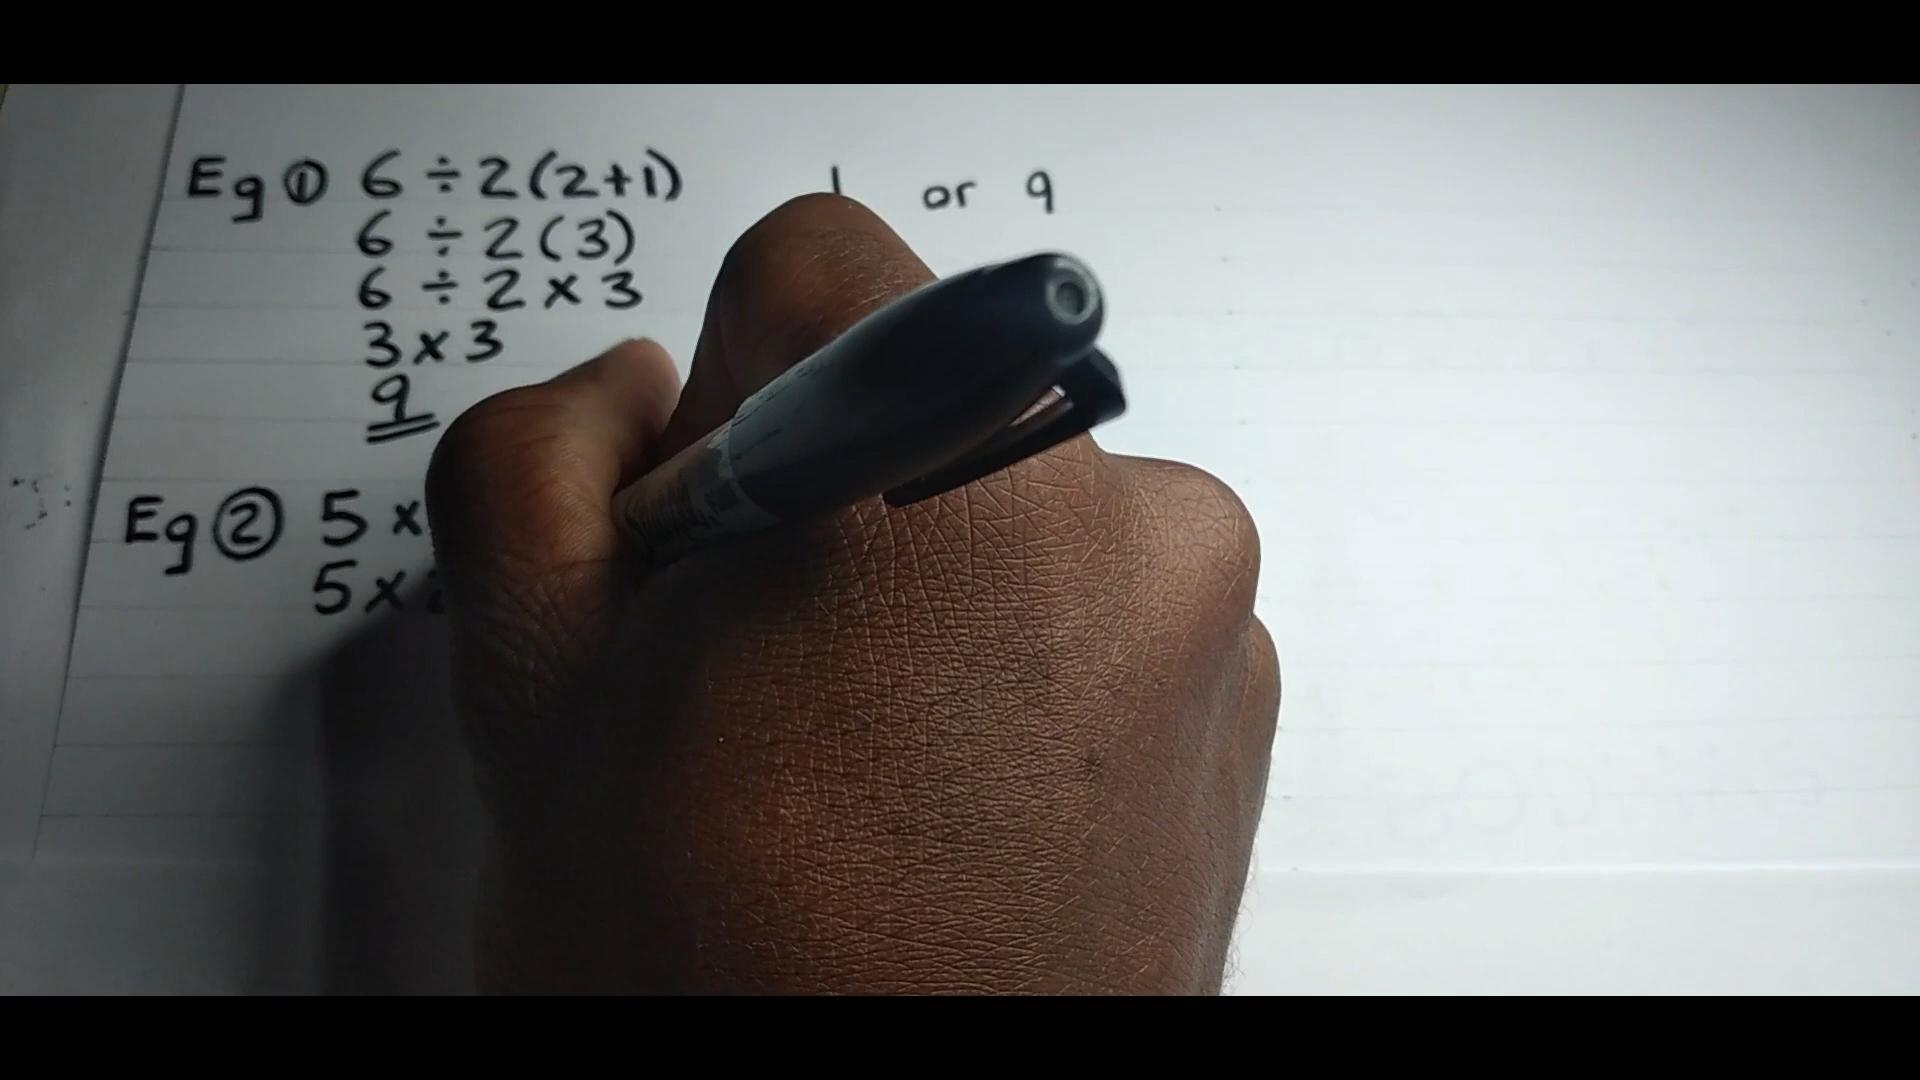 Eg ① 6 ÷ 2(2+1) 1 or 9
6 ÷ 2(3)
6 ÷ 2 × 3
3 × 3
9
Eg ② 5 ×
5 ×